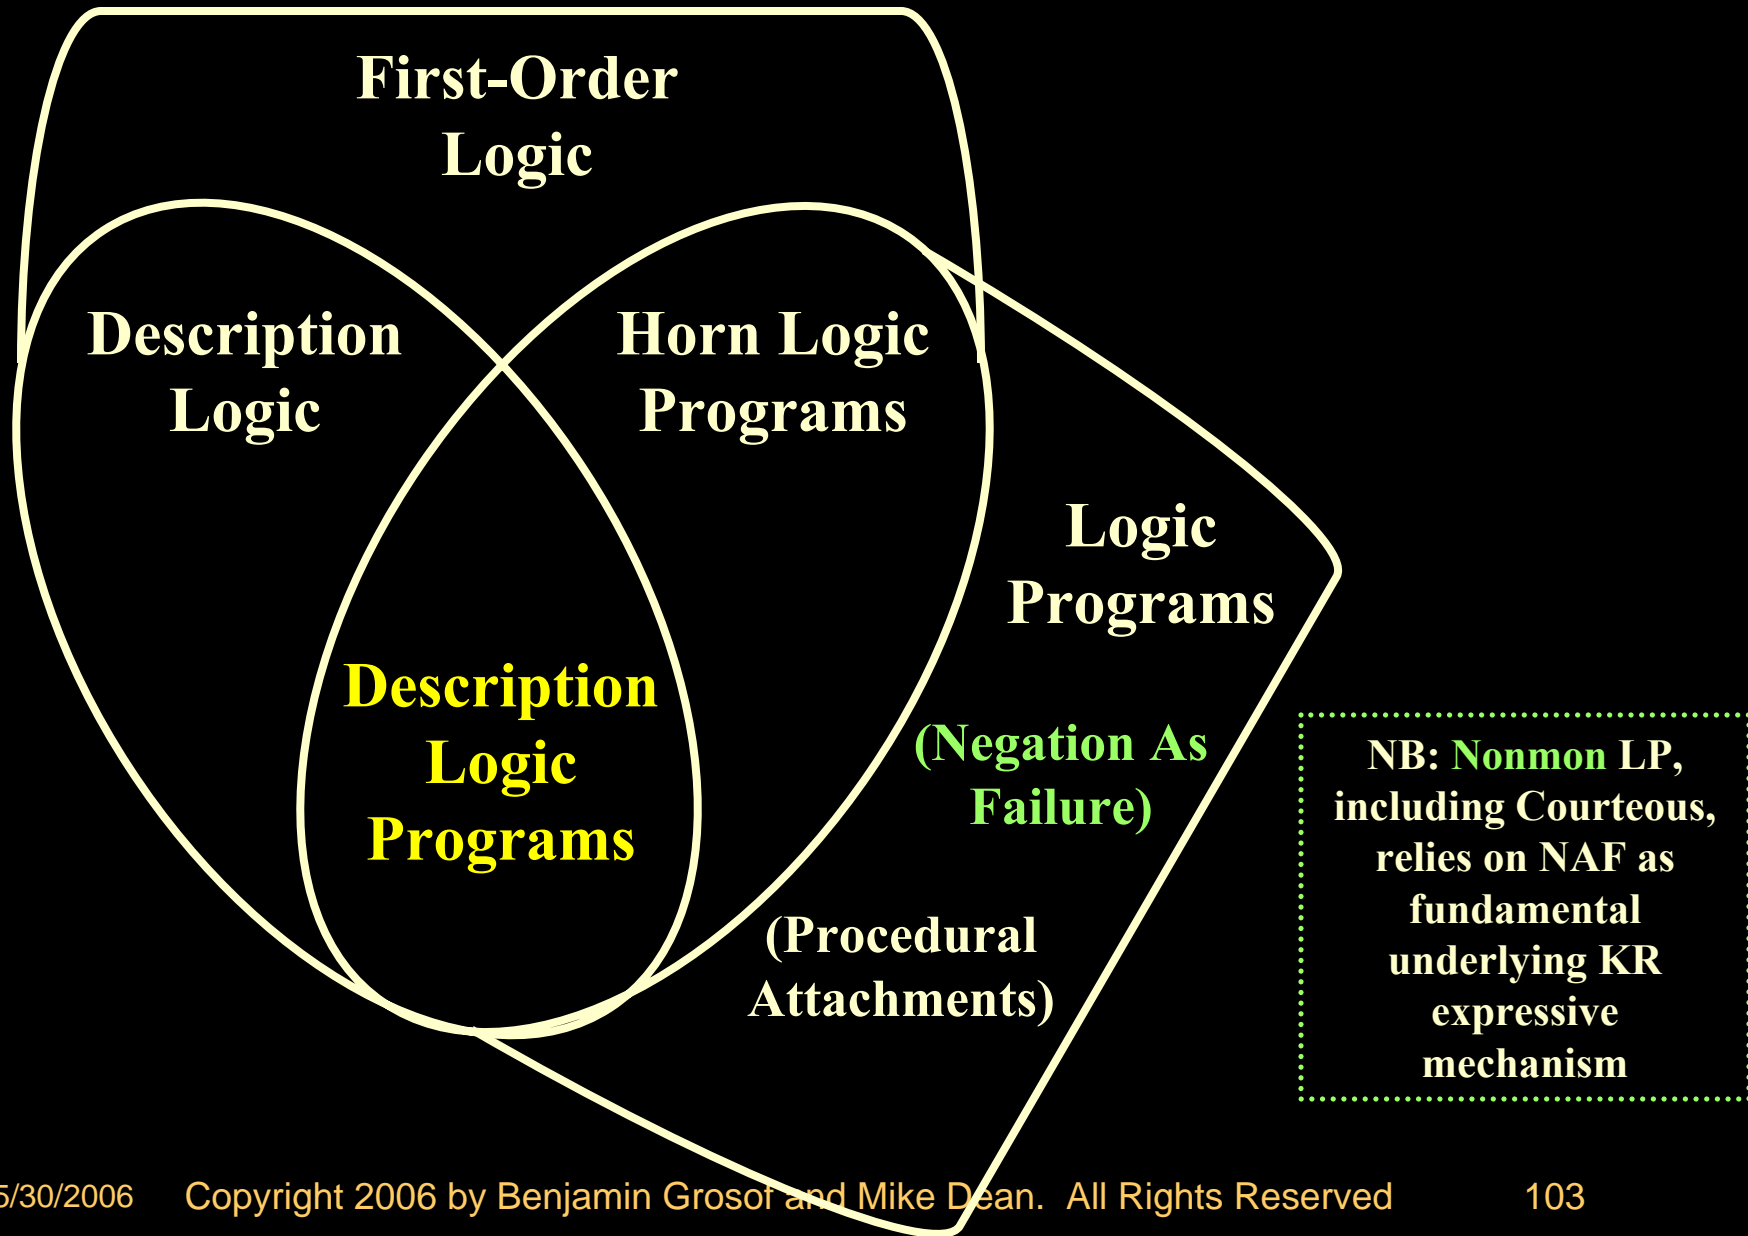 First-Order
Logic
Description
Logic
Horn Logic
Programs
Logic
Programs
Description
Logic
Programs
(Negation As
Failure)
(Procedural
Attachments)
NB: Nonmon LP,
including Courteous,
relies on NAF as
fundamental
underlying KR
expressive
mechanism
5/30/2006 Copyright 2006 by Benjamin Grosof and Mike Dean. All Rights Reserved 103